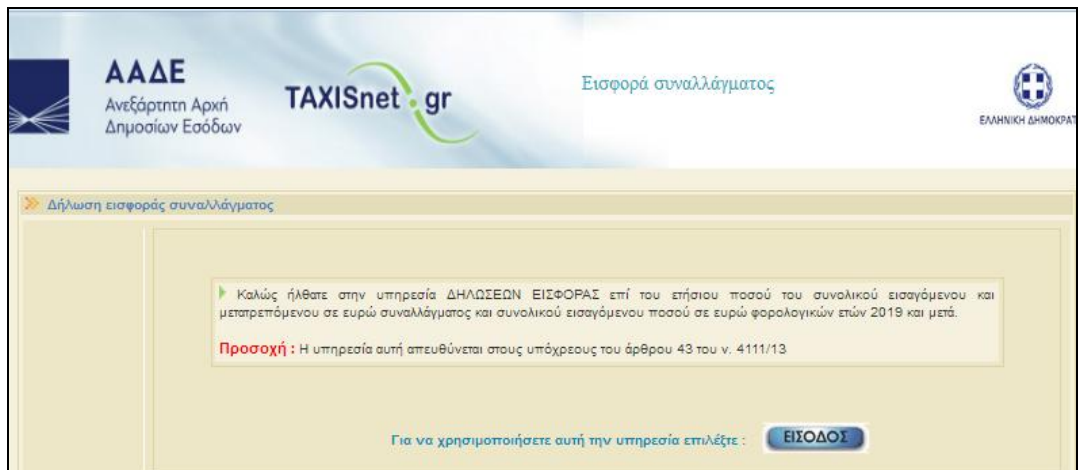 ΑΑΔΕ
Ανεξάρτητη Αρχή
Δημοσίων Εσόδων
TAXISnet.gr
Εισφορά συναλλάγματος
ΕΛΛΗΝΙΚΗ ΔΗΜΟΚΡΑΤ
Δήλωση εισφοράς συναλλάγματος
Καλώς ήλθατε στην υπηρεσία ΔΗΛΩΣΕΩΝ ΕΙΣΦΟΡΑΣ επί του ετήσιου ποσού του συνολικού εισαγόμενου και
μετατρεπόμενου σε ευρώ συναλλάγματος και συνολικού εισαγόμενου ποσού σε ευρώ φορολογικών ετών 2019 και μετά.
Προσοχή : Η υπηρεσία αυτή απευθύνεται στους υπόχρεους του άρθρου 43 του ν. 4111/13
Για να χρησιμοποιήσετε αυτή την υπηρεσία επιλέξτε :
ΕΙΣΟΔΟΣ